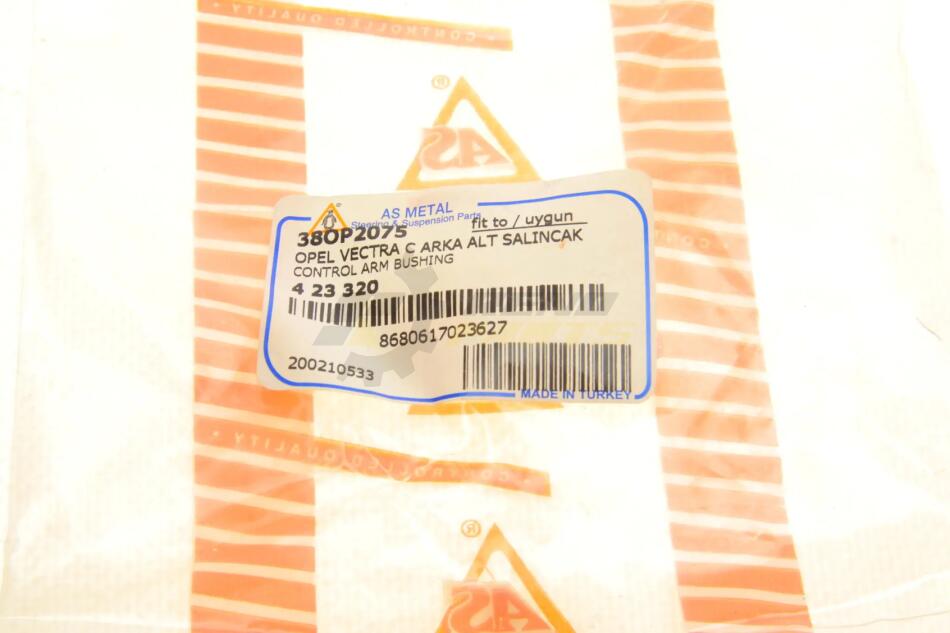 CONTROLLED QUALITY
®
AS
AS METAL
Steering & Suspension Parts
38OP2075 fit to / uygun
OPEL VECTRA C ARKA ALT SALINCAK
CONTROL ARM BUSHING
4 23 320
8680617023627
200210533
MADE IN TURKEY
CONTROLLED QUALITY
®
AS